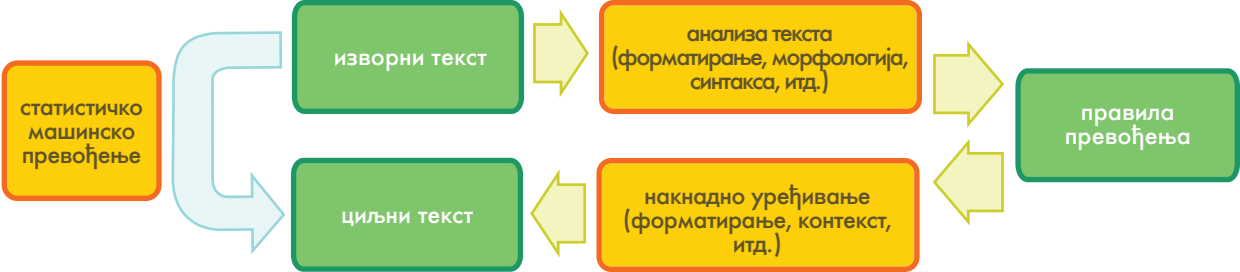 статистичко
машинско
превођење
изворни текст
анализа текста
(форматирање, морфологија,
синтакса, итд.)
правила
превођења
накнадно уређивање
(форматирање, контекст,
итд.)
циљни текст